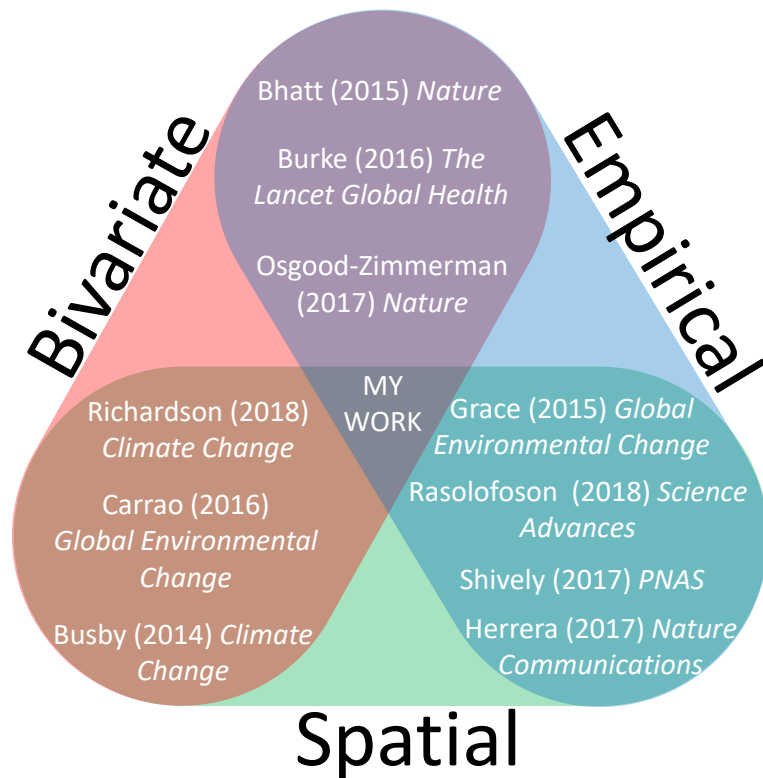 Bhatt (2015) Nature
Burke (2016) The
Lancet Global Health
Osgood-Zimmerman
(2017) Nature
Bivariate
Empirical
MY
WORK
Richardson (2018)
Climate Change
Carrao (2016)
Global Environmental
Change
Busby (2014) Climate
Change
Grace (2015) Global
Environmental Change
Rasolofoson (2018) Science
Advances
Shively (2017) PNAS
Herrera (2017) Nature
Communications
Spatial